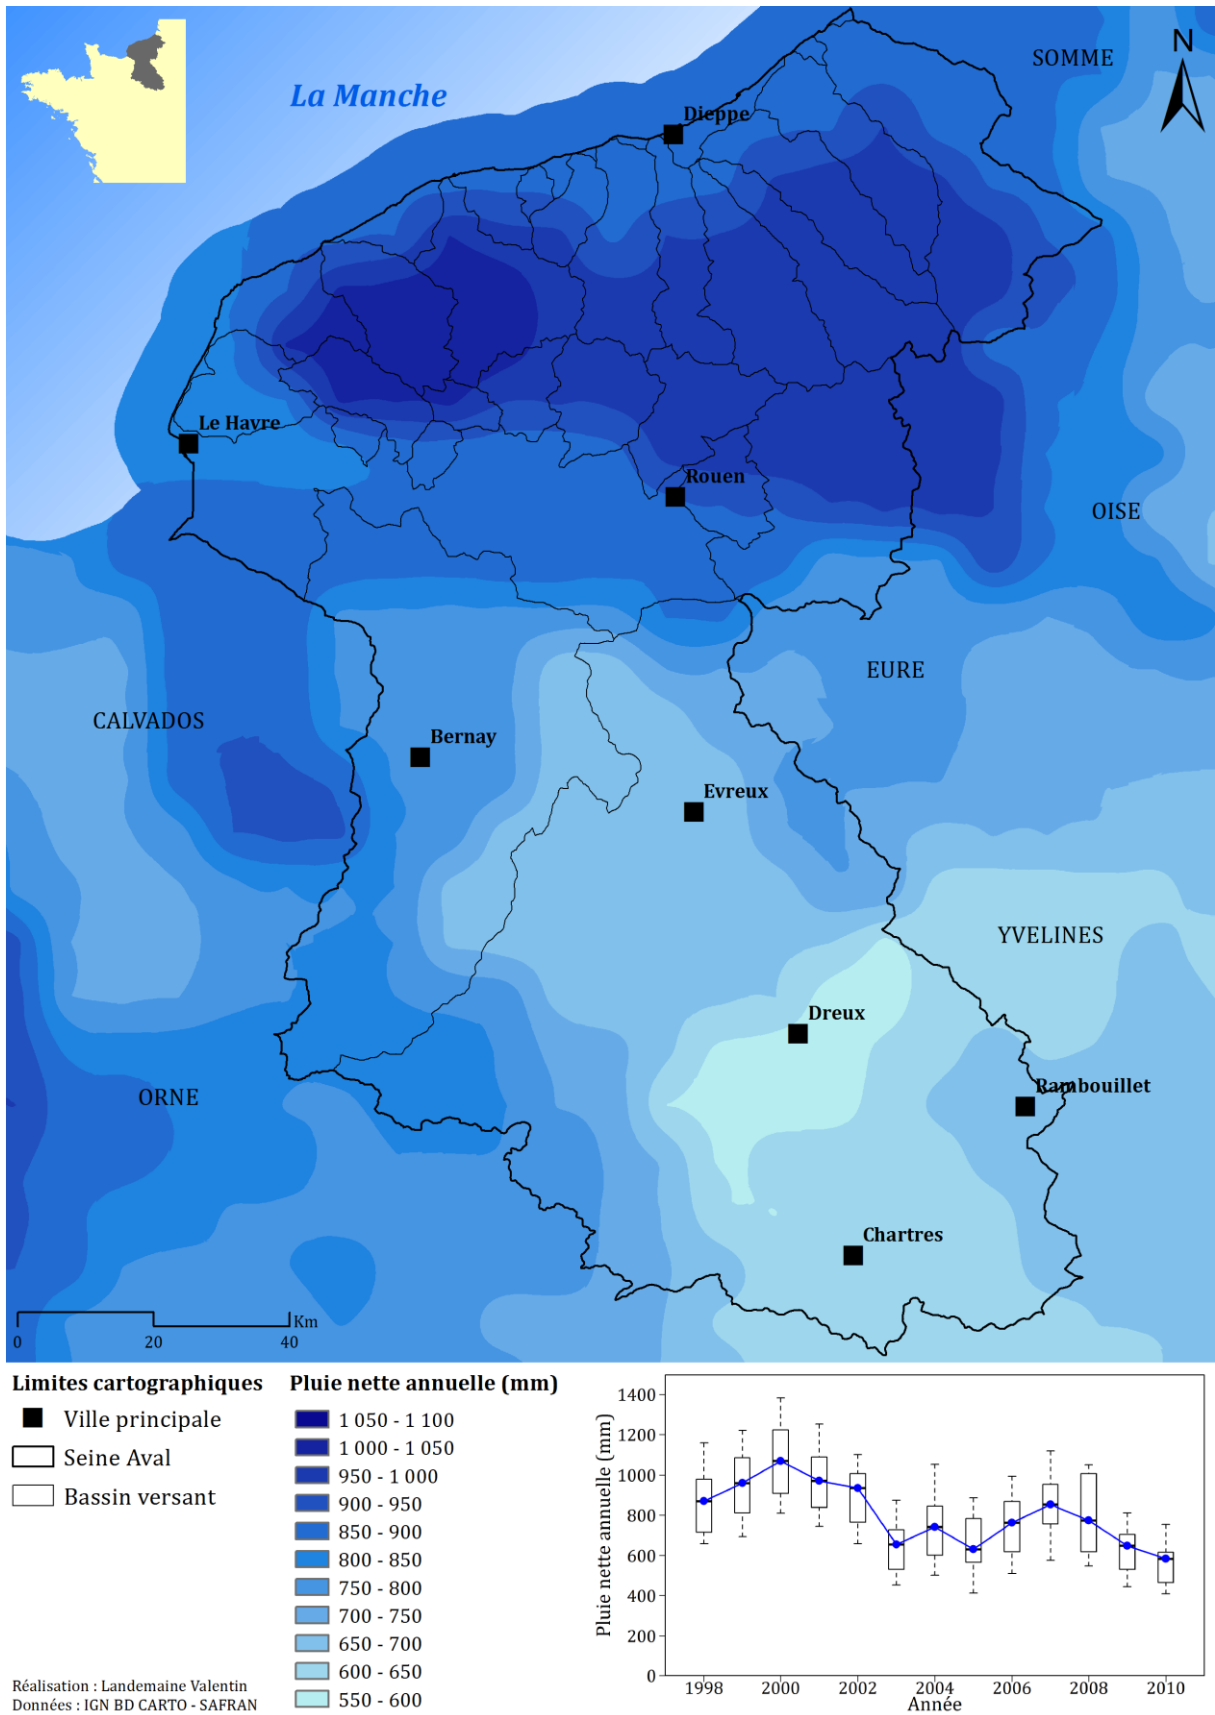 La Manche
SOMME
N
Dieppe
Le Havre
Rouen
OISE
EURE
CALVADOS
Bernay
Evreux
YVELINES
Dreux
Rambouillet
ORNE
Chartres
Km
0 20 40
Limites cartographiques
Ville principale
Seine Aval
Bassin versant
Réalisation : Landemaine Valentin
Données : IGN BD CARTO - SAFRAN
Pluie nette annuelle (mm)
1 050 - 1 100
1 000 - 1 050
950 - 1 000
900 - 950
850 - 900
800 - 850
750 - 800
700 - 750
650 - 700
600 - 650
550 - 600
Pluie nette annuelle (mm)
1400
1200
1000
800
600
400
200
0
1998 2000 2002 2004 2006 2008 2010
Année